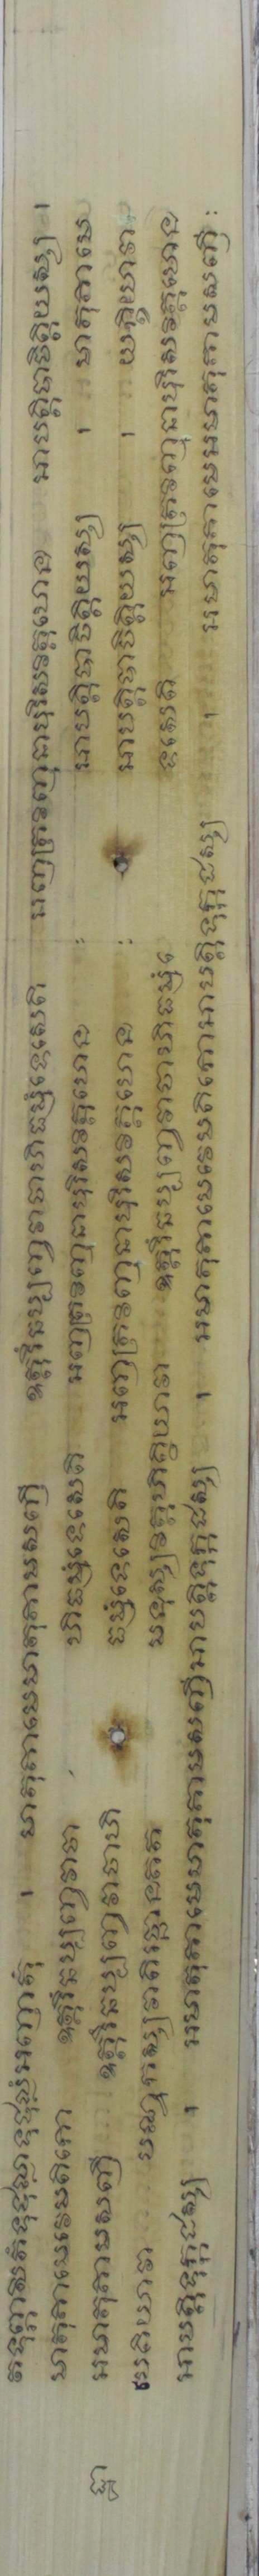 តទុព្ភាសិតំទុដ្ឋុល្លាទុដ្ឋុល្លំអាជានិតុំ ។ មាតុគាមេមាតុគាមសញ្ញី ឧត្តរិំឆប្បញ្ចវាចាហិធម្មំទេសេតិ អញ្ញត្រវិញ្ញុនាបុរិសវិគ្គហេន អាបត្តិបាចិត្តិយស្ស ។
មាតុគាមេវេមតិកោ ឧត្តរិំឆប្បញ្ចវាចា ហិធម្មំទេសេតិ អញ្ញត្រវិញ្ញុនាបុរិសវិគ្គហេន អាបត្តិបាចិត្តិយស្ស ។ មាតុគាមេ
អមាតុគាមសញ្ញី ឧត្តរិំឆប្បញ្ចវាចាហិ ធម្មំទេសេតិ អញ្ញត្រវិញ្ញុនាបុរិសវិគ្គហេន អាបត្តិបាចិត្តិយស្ស ។ យក្ខិយាវា
បេតិយាវា បណ្ឌកស្សវាតិរច្ឆានគត មនុស្សវិគ្គហិត្ថិយាវា ឧត្តរិំឆប្បញ្ចវាចាហិធម្មំទេ សេតិ អញ្ញត្រវិញ្ញុនាបុរិសវិគ្គហេន
អាបត្តិទុក្កដស្ស ។ អមាតុគាមេមាតុគាមសញ្ញីអាបត្តិទុក្កដស្ស ។ អមាតុគាមេវេមតិកោអាបត្តិទុក្កដស្ស ។ អមាតុគាមេអមាតុគាមសញ្ញី